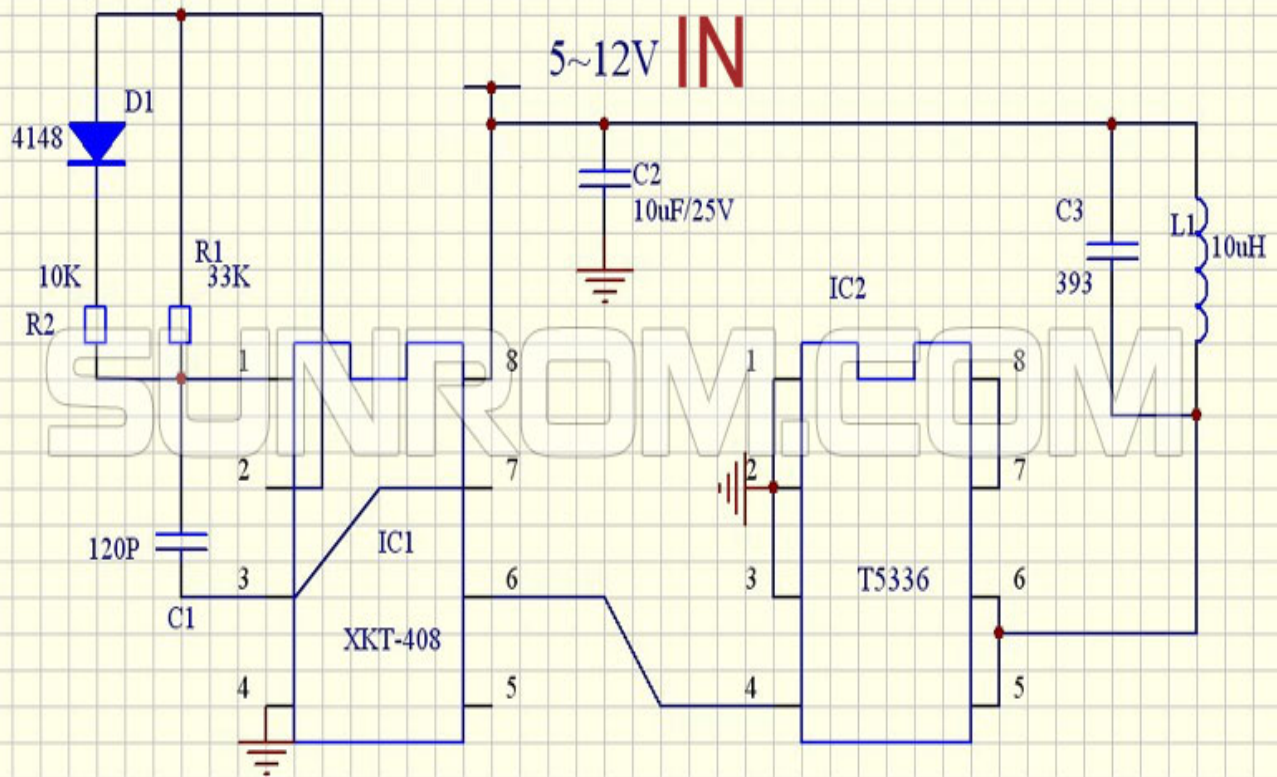 5~12V IN
D1
4148
C2
10uF/25V
C3
L1
10uH
R1
33K
10K
393
IC2
R2
SUNROM.COM
1
8
1
8
2
7
2
7
IC1
120P
3
6
3
T5336
6
C1
XKT-408
4
5
4
5